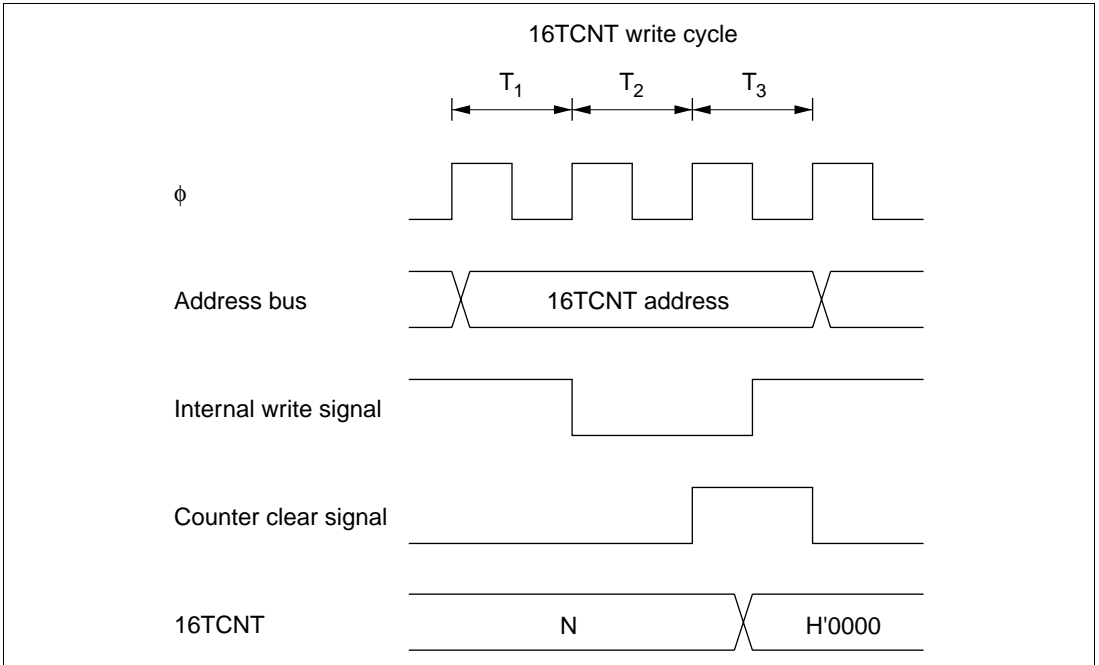 16TCNT write cycle
T1 T2 T3
φ
Address bus 16TCNT address
Internal write signal
Counter clear signal
16TCNT N H'0000